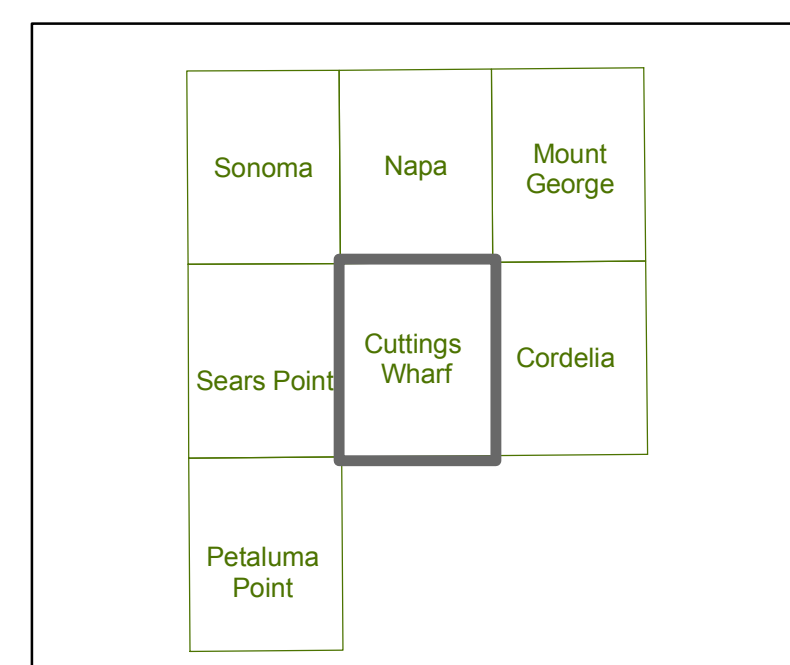 Sonoma
Napa
Mount
George
Sears Point
Cuttings
Wharf
Cordelia
Petaluma
Point